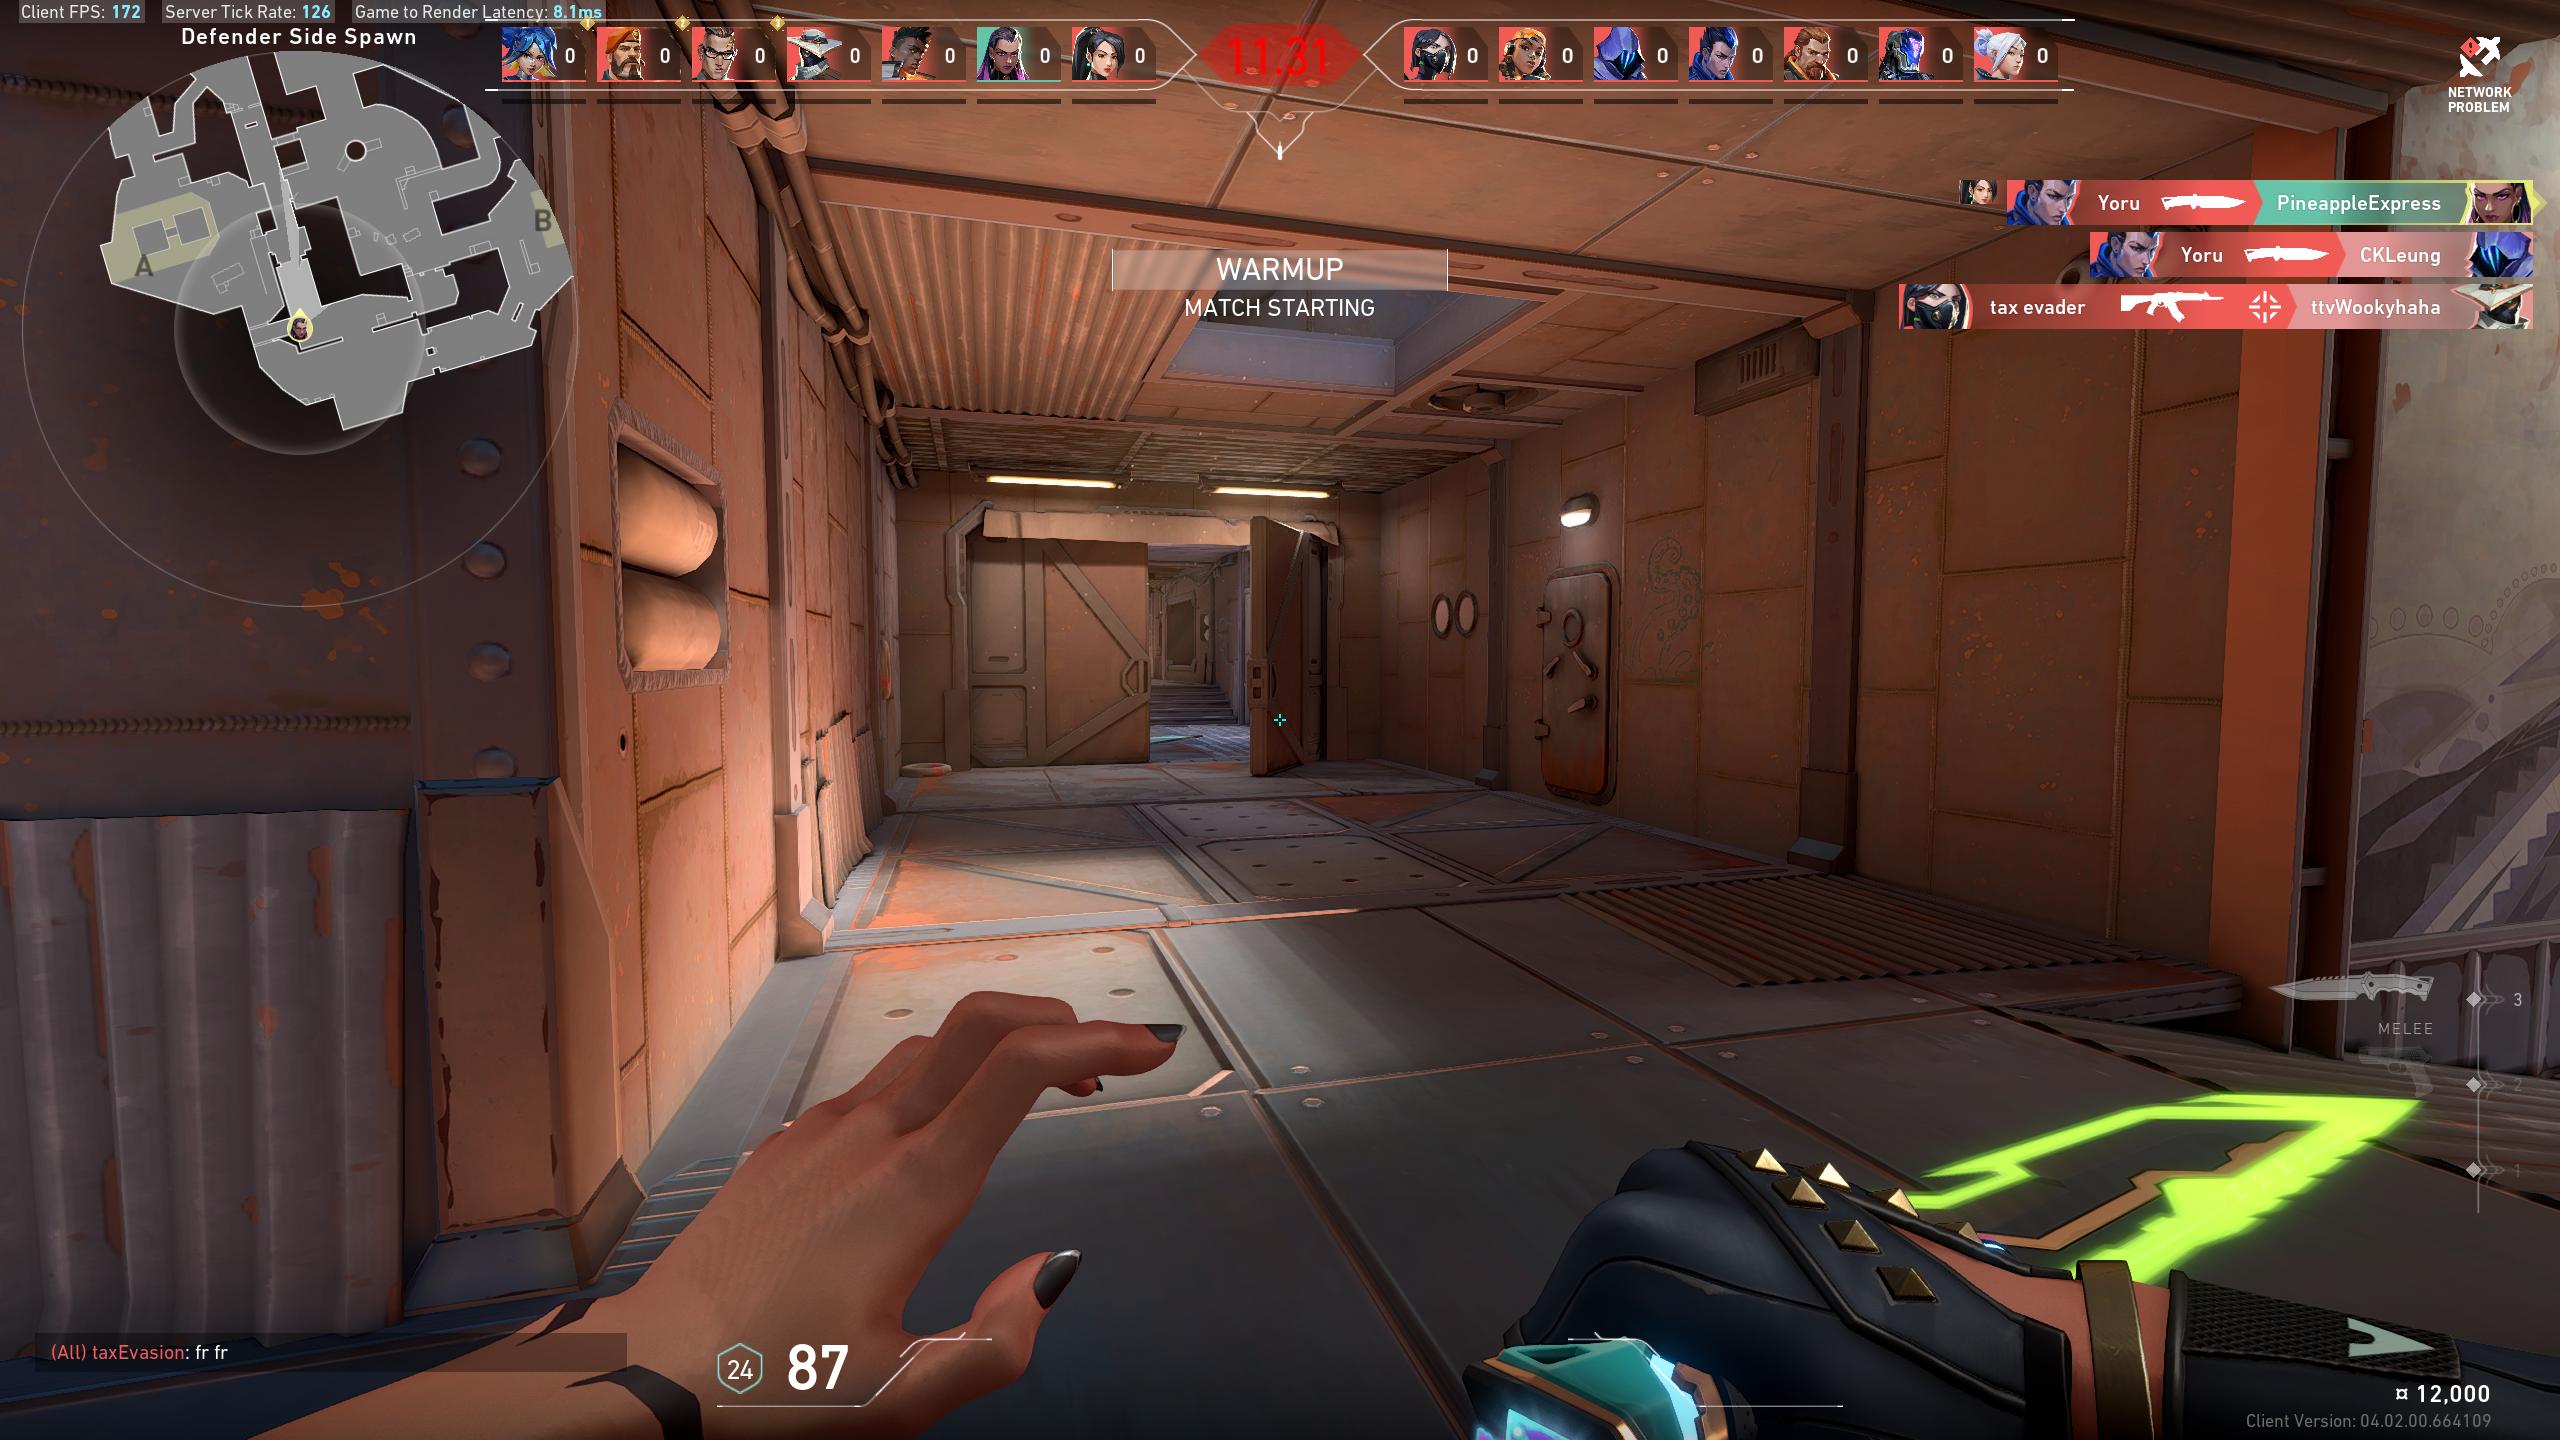 Client FPS: 172 Server Tick Rate: 126 Game to Render Latency: 8.1ms
Defender Side Spawn
0 0 0 0 0 0 0 11.31 0 0 0 0 0 0 0
NETWORK
PROBLEM
A
B
Yoru PineappleExpress
WARMUP
Yoru CKLeung
MATCH STARTING
tax evader ttvWookyhaha
3
MELEE
2
1
(All) taxEvasion: fr fr
24 87
¤ 12,000
Client Version: 04.02.00.664109